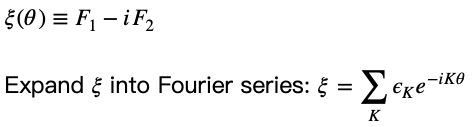 ξ(θ) ≡ F₁ − iF₂
Expand ξ into Fourier series: ξ = ∑_K ϵ_K e^{−iKθ}